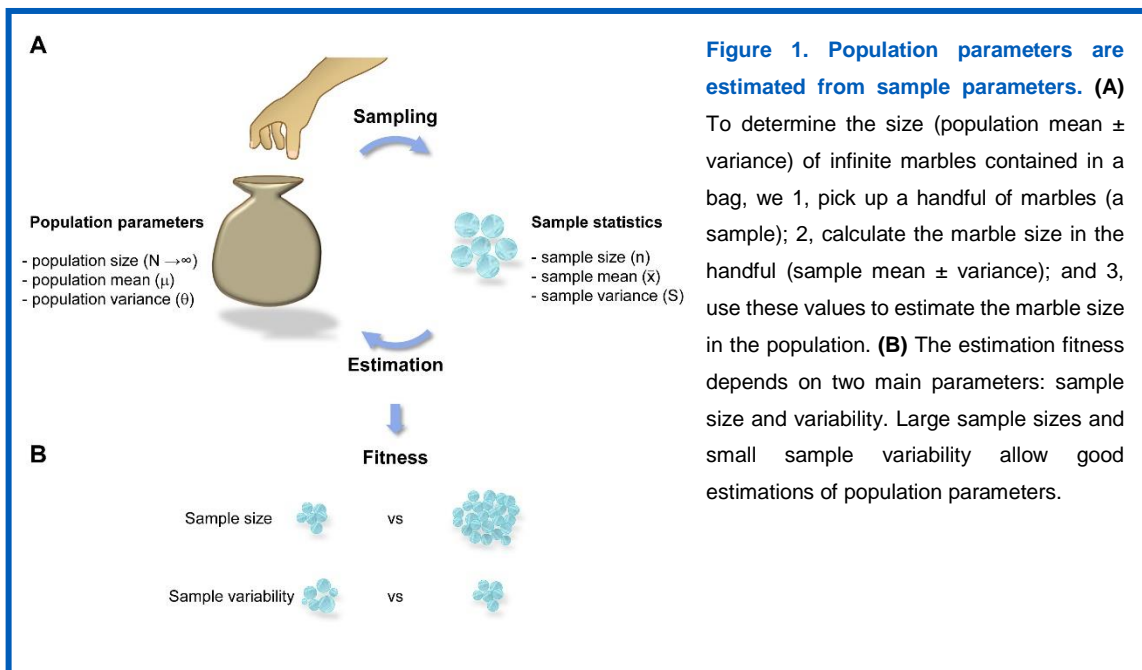 A
Sampling
Population parameters
- population size (N →∞)
- population mean (μ)
- population variance (θ)
Sample statistics
- sample size (n)
- sample mean (x̄)
- sample variance (S)
Estimation
B
Fitness
Sample size
vs
Sample variability
vs
Figure 1. Population parameters are
estimated from sample parameters. (A)
To determine the size (population mean ±
variance) of infinite marbles contained in a
bag, we 1, pick up a handful of marbles (a
sample); 2, calculate the marble size in the
handful (sample mean ± variance); and 3,
use these values to estimate the marble size
in the population. (B) The estimation fitness
depends on two main parameters: sample
size and variability. Large sample sizes and
small sample variability allow good
estimations of population parameters.